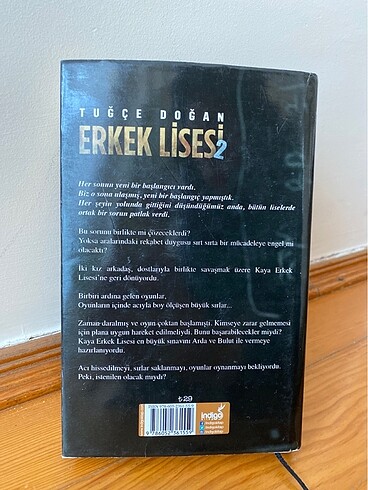 TUĞÇE DOĞAN
ERKEK LİSESİ 2
Her sonun yeni bir başlangıcı vardı.
Biz o sona ulaşmış, yeni bir başlangıç yapmıştık.
Her şeyin yolunda gittiğini düşündüğümüz anda, bütün liselerde
ortak bir sorun patlak verdi.
Bu sorunu birlikte mi çözeceklerdi?
Yoksa aralarındaki rekabet duygusu sırt sırta bir mücadeleye engel mi
olacaktı?
İki kız arkadaş, dostlarıyla birlikte savaşmak üzere Kaya Erkek
Lisesi'ne geri dönüyordu.
Birbiri ardına gelen oyunlar,
Oyunların içinde acıyla boy ölçüşen büyük sırlar...
Zaman daralmış ve oyun çoktan başlamıştı. Kimseye zarar gelmemesi
için plana uygun hareket edilmeliydi. Bunu başarabilecekler miydi?
Kaya Erkek Lisesi en büyük sınavını Arda ve Bulut ile vermeye
hazırlanıyordu.
Acı hissedilmeyi, sırlar saklanmayı, oyunlar oynanmayı bekliyordu.
Peki, istenilen olacak mıydı?
₺29
9 786052 361559
indigo